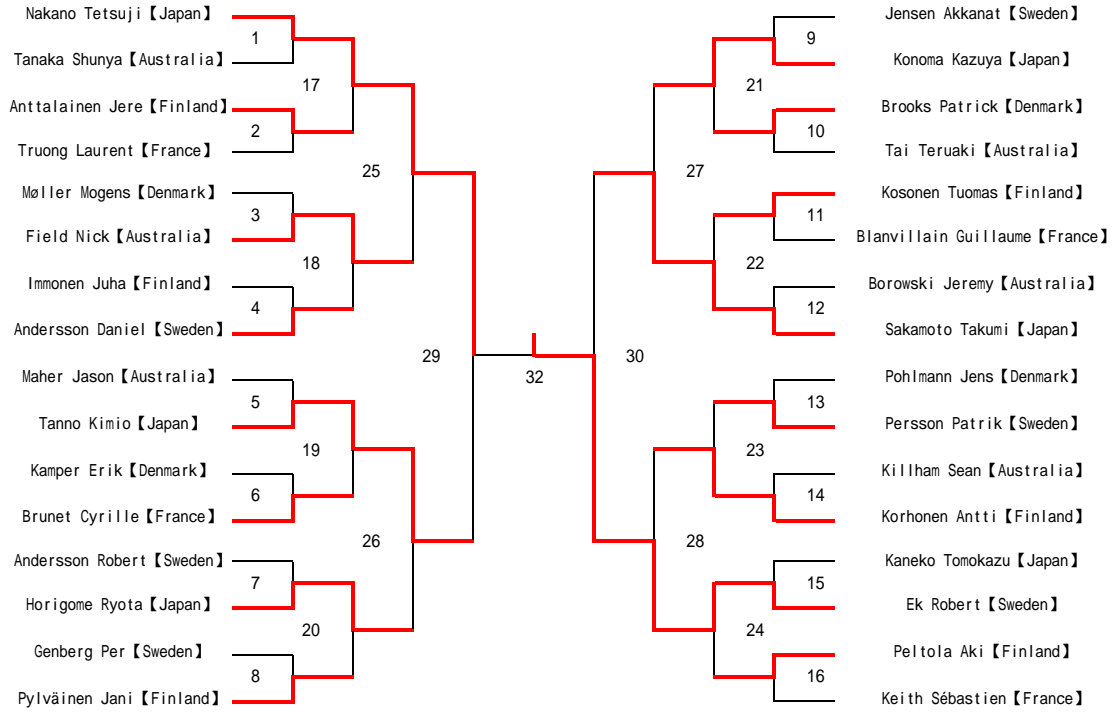 Nakano Tetsuji【Japan】
1
Tanaka Shunya【Australia】
17
Anttalainen Jere【Finland】
2
Truong Laurent【France】
25
Møller Mogens【Denmark】
3
Field Nick【Australia】
18
Immonen Juha【Finland】
4
Andersson Daniel【Sweden】
29
Maher Jason【Australia】
5
Tanno Kimio【Japan】
19
Kamper Erik【Denmark】
6
Brunet Cyrille【France】
26
Andersson Robert【Sweden】
7
Horigome Ryota【Japan】
20
Genberg Per【Sweden】
8
Pylväinen Jani【Finland】
32
Jensen Akkanat【Sweden】
9
Konoma Kazuya【Japan】
21
Brooks Patrick【Denmark】
10
Tai Teruaki【Australia】
27
Kosonen Tuomas【Finland】
11
Blanvillain Guillaume【France】
22
Borowski Jeremy【Australia】
12
Sakamoto Takumi【Japan】
30
Pohlmann Jens【Denmark】
13
Persson Patrik【Sweden】
23
Killham Sean【Australia】
14
Korhonen Antti【Finland】
28
Kaneko Tomokazu【Japan】
15
Ek Robert【Sweden】
24
Peltola Aki【Finland】
16
Keith Sébastien【France】